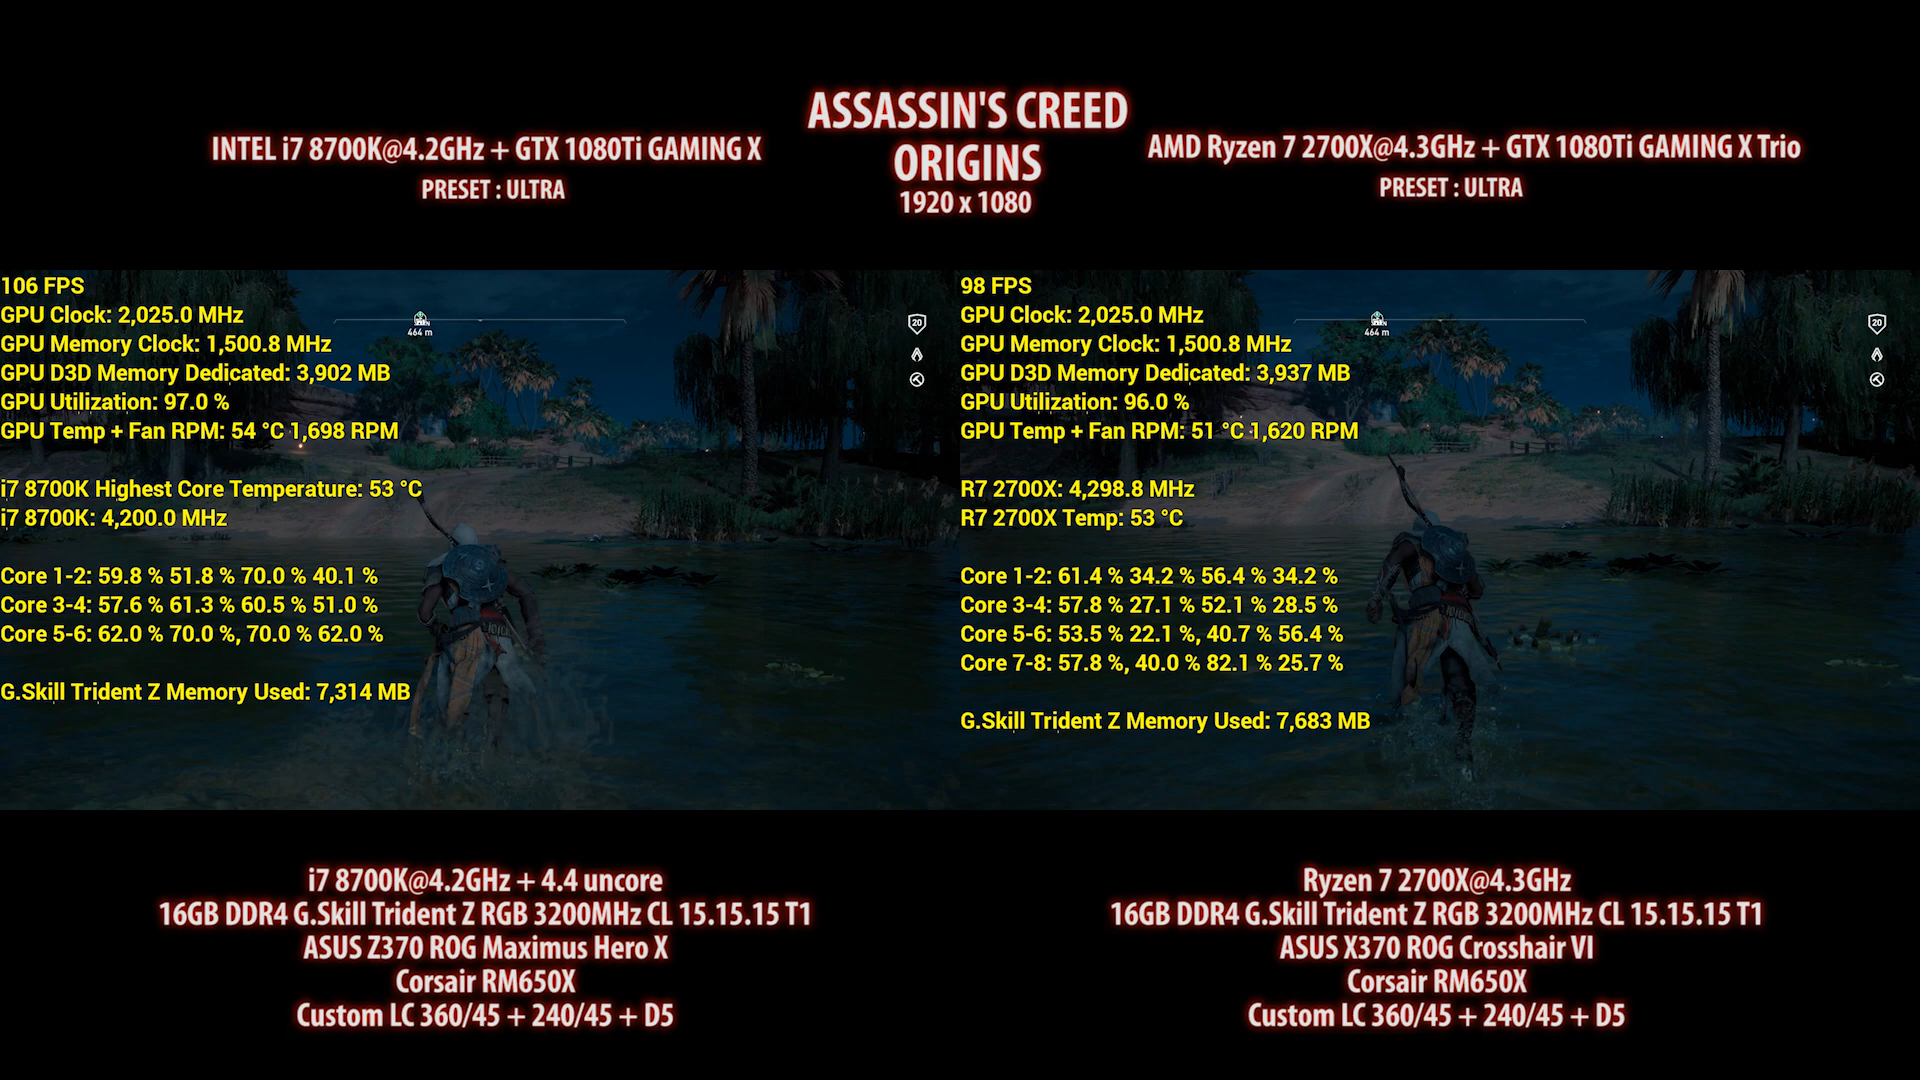 ASSASSIN'S CREED
ORIGINS
1920 x 1080
INTEL i7 8700K@4.2GHz + GTX 1080Ti GAMING X
PRESET : ULTRA
AMD Ryzen 7 2700X@4.3GHz + GTX 1080Ti GAMING X Trio
PRESET : ULTRA
106 FPS
GPU Clock: 2,025.0 MHz
GPU Memory Clock: 1,500.8 MHz
GPU D3D Memory Dedicated: 3,902 MB
GPU Utilization: 97.0 %
GPU Temp + Fan RPM: 54 °C 1,698 RPM
i7 8700K Highest Core Temperature: 53 °C
i7 8700K: 4,200.0 MHz
Core 1-2: 59.8 % 51.8 % 70.0 % 40.1 %
Core 3-4: 57.6 % 61.3 % 60.5 % 51.0 %
Core 5-6: 62.0 % 70.0 %, 70.0 % 62.0 %
G.Skill Trident Z Memory Used: 7,314 MB
464 m
20
98 FPS
GPU Clock: 2,025.0 MHz
GPU Memory Clock: 1,500.8 MHz
GPU D3D Memory Dedicated: 3,937 MB
GPU Utilization: 96.0 %
GPU Temp + Fan RPM: 51 °C 1,620 RPM
R7 2700X: 4,298.8 MHz
R7 2700X Temp: 53 °C
Core 1-2: 61.4 % 34.2 % 56.4 % 34.2 %
Core 3-4: 57.8 % 27.1 % 52.1 % 28.5 %
Core 5-6: 53.5 % 22.1 %, 40.7 % 56.4 %
Core 7-8: 57.8 %, 40.0 % 82.1 % 25.7 %
G.Skill Trident Z Memory Used: 7,683 MB
464 m
20
i7 8700K@4.2GHz + 4.4 uncore
16GB DDR4 G.Skill Trident Z RGB 3200MHz CL 15.15.15 T1
ASUS Z370 ROG Maximus Hero X
Corsair RM650X
Custom LC 360/45 + 240/45 + D5
Ryzen 7 2700X@4.3GHz
16GB DDR4 G.Skill Trident Z RGB 3200MHz CL 15.15.15 T1
ASUS X370 ROG Crosshair VI
Corsair RM650X
Custom LC 360/45 + 240/45 + D5